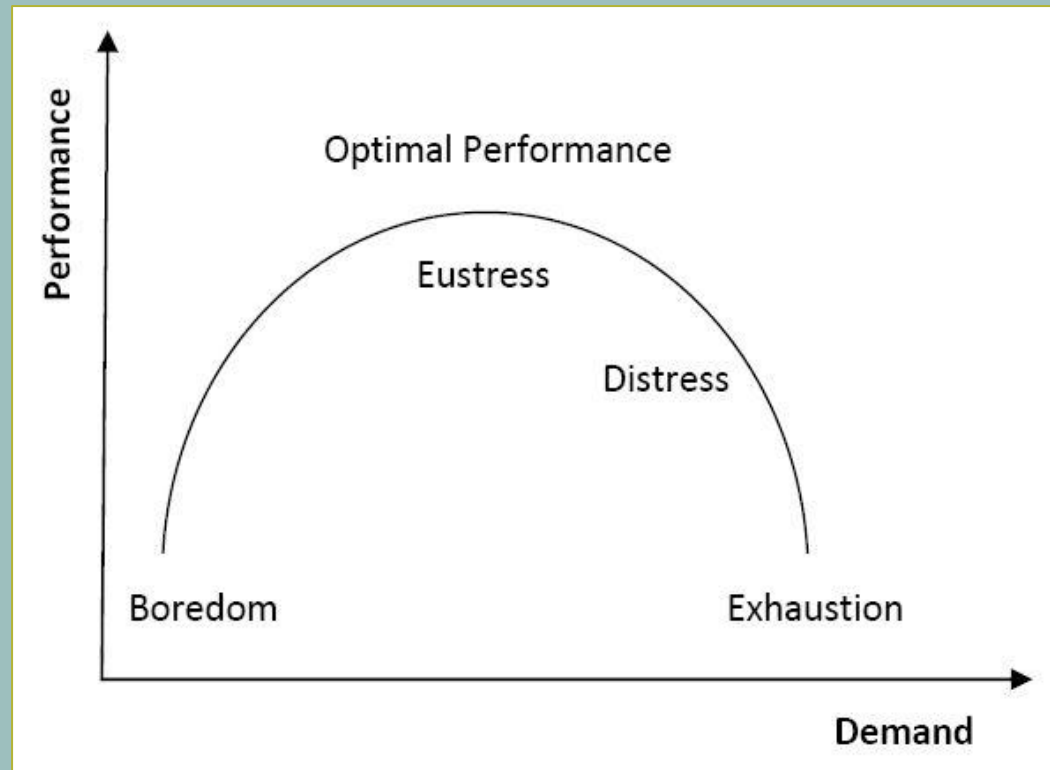 Performance
Optimal Performance
Eustress
Distress
Boredom
Exhaustion
Demand